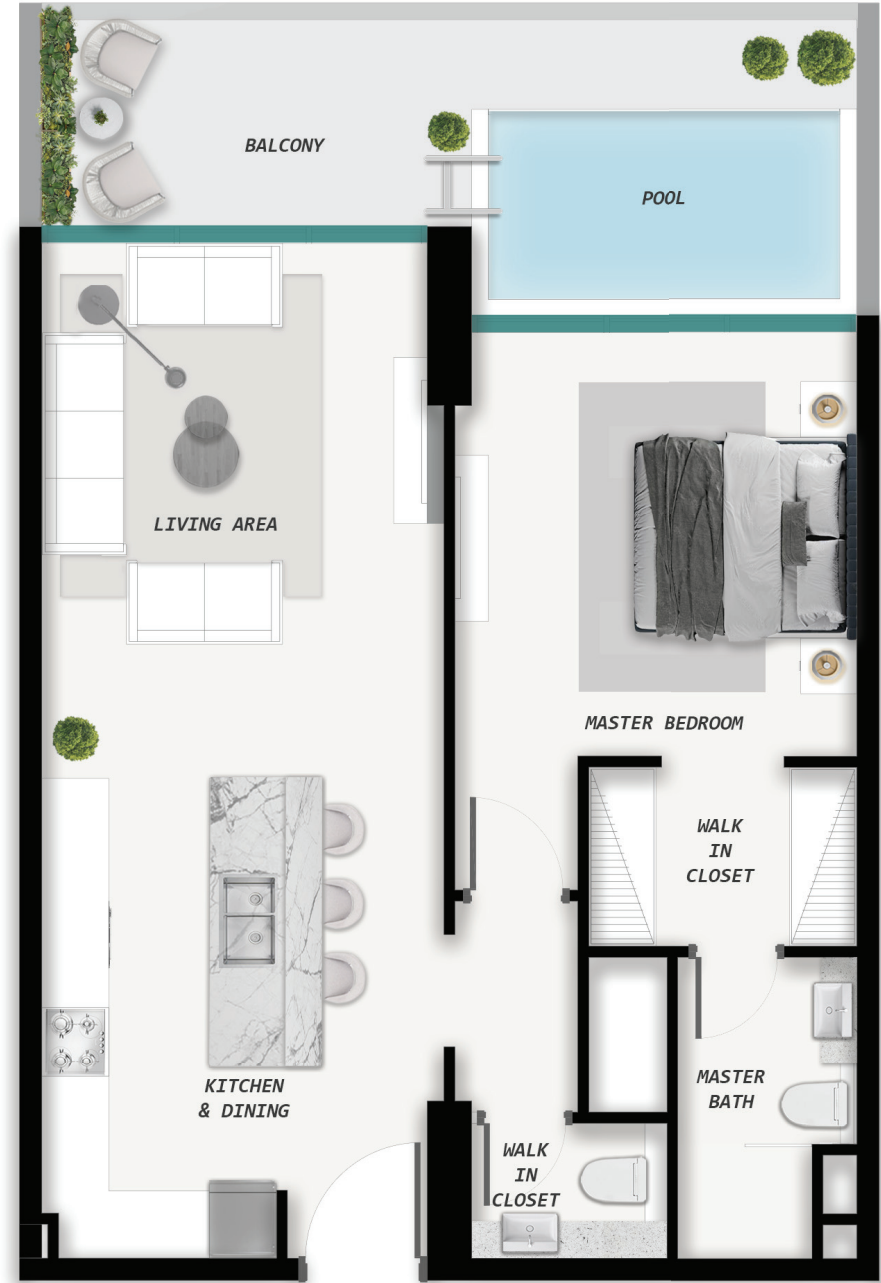 BALCONY
POOL
LIVING AREA
MASTER BEDROOM
WALK
IN
CLOSET
KITCHEN
& DINING
MASTER
BATH
WALK
IN
CLOSET